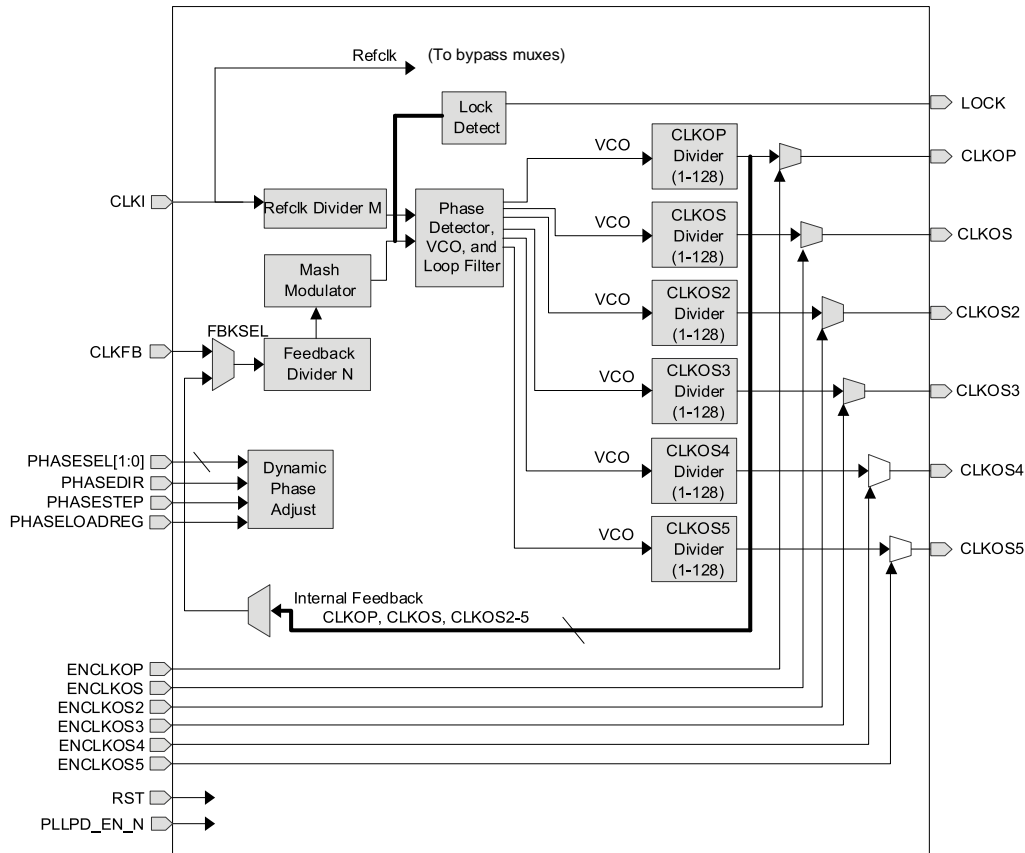 Refclk (To bypass muxes)
Lock
Detect
LOCK
VCO
CLKOP
Divider
(1-128)
CLKOP
CLKI
Refclk Divider M
Phase
Detector,
VCO, and
Loop Filter
VCO
CLKOS
Divider
(1-128)
CLKOS
Mash
Modulator
VCO
CLKOS2
Divider
(1-128)
CLKOS2
FBKSEL
CLKFB
Feedback
Divider N
VCO
CLKOS3
Divider
(1-128)
CLKOS3
PHASESEL[1:0]
PHASEDIR
PHASESTEP
PHASELOADREG
Dynamic
Phase
Adjust
VCO
CLKOS4
Divider
(1-128)
CLKOS4
VCO
CLKOS5
Divider
(1-128)
CLKOS5
Internal Feedback
CLKOP, CLKOS, CLKOS2-5
ENCLKOP
ENCLKOS
ENCLKOS2
ENCLKOS3
ENCLKOS4
ENCLKOS5
RST
PLLPD_EN_N